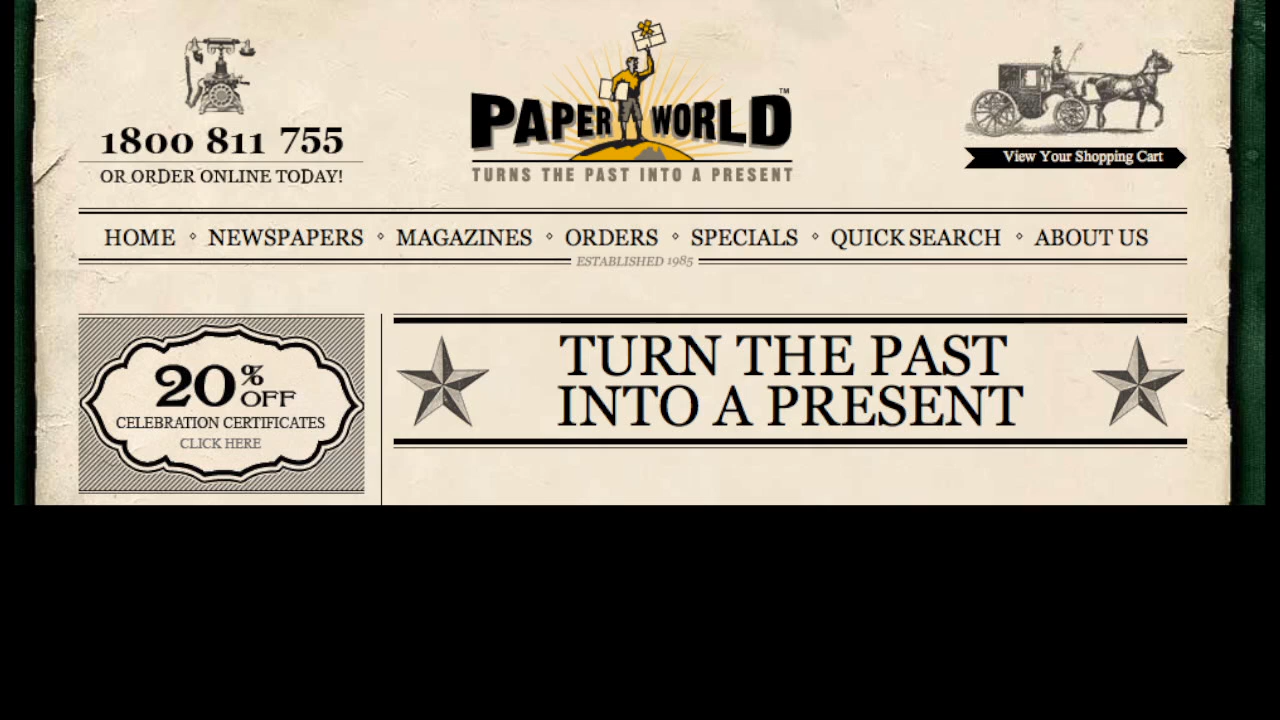 1800 811 755
OR ORDER ONLINE TODAY!
PAPER WORLD™
TURNS THE PAST INTO A PRESENT
View Your Shopping Cart
HOME ⋄ NEWSPAPERS ⋄ MAGAZINES ⋄ ORDERS ⋄ SPECIALS ⋄ QUICK SEARCH ⋄ ABOUT US
ESTABLISHED 1985
20% OFF
CELEBRATION CERTIFICATES
CLICK HERE
TURN THE PAST
INTO A PRESENT